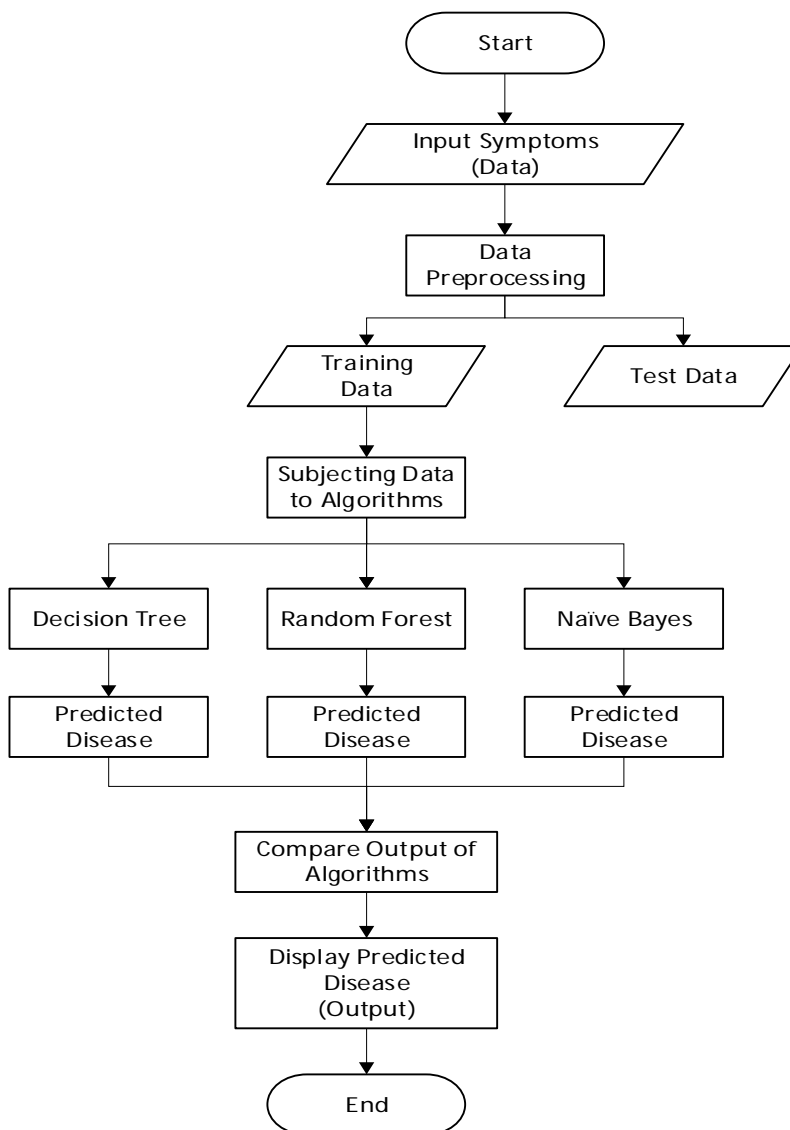 Start
Input Symptoms
(Data)
Data
Preprocessing
Training
Data
Test Data
Subjecting Data
to Algorithms
Decision Tree
Random Forest
Naïve Bayes
Predicted
Disease
Predicted
Disease
Predicted
Disease
Compare Output of
Algorithms
Display Predicted
Disease
(Output)
End